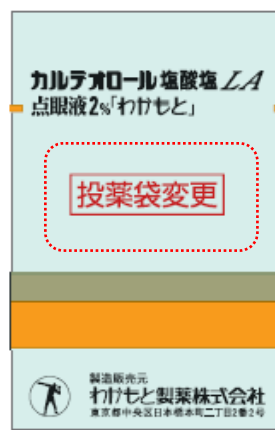 カルテオロール塩酸塩LA
点眼液2%「わかもと」
投薬袋変更
製造販売元
わかもと製薬株式会社
東京都中央区日本橋本町二丁目2番2号